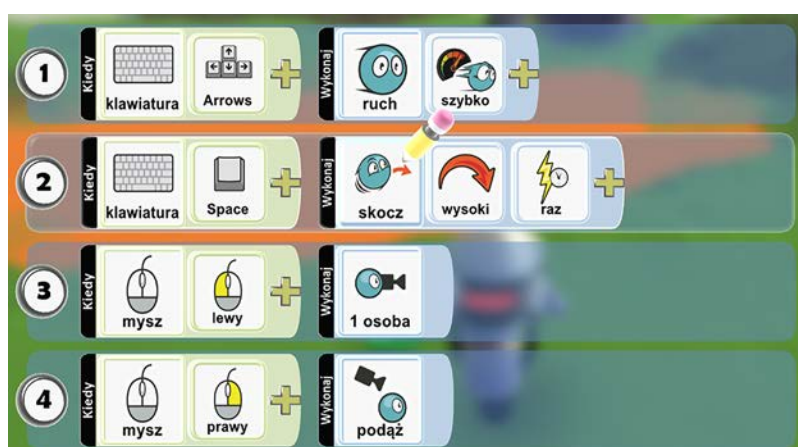 1 Kiedy klawiatura Arrows Wykonaj ruch szybko
2 Kiedy klawiatura Space Wykonaj skocz wysoki raz
3 Kiedy mysz lewy Wykonaj 1 osoba
4 Kiedy mysz prawy Wykonaj podąż